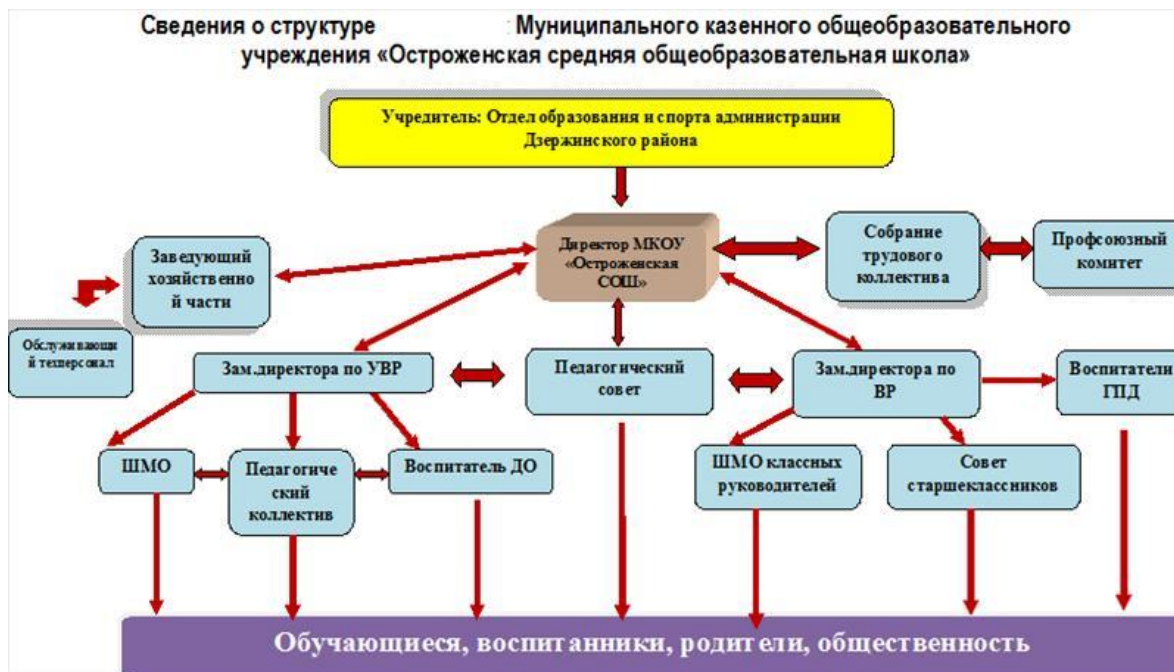 Сведения о структуре Муниципального казенного общеобразовательного
учреждения «Остроженская средняя общеобразовательная школа»
Учредитель: Отдел образования и спорта администрации
Дзержинского района
Директор МКОУ
«Остроженская
СОШ»
Собрание
трудового
коллектива
Профсоюзный
комитет
Заведующий
хозяйственно
й части
Обслуживающи
й техперсонал
Зам.директора по УВР
Педагогический
совет
Зам.директора по
ВР
Воспитатели
ГПД
ШМО
Педагогиче
ский
коллектив
Воспитатель ДО
ШМО классных
руководителей
Совет
старшеклассников
Обучающиеся, воспитанники, родители, общественность